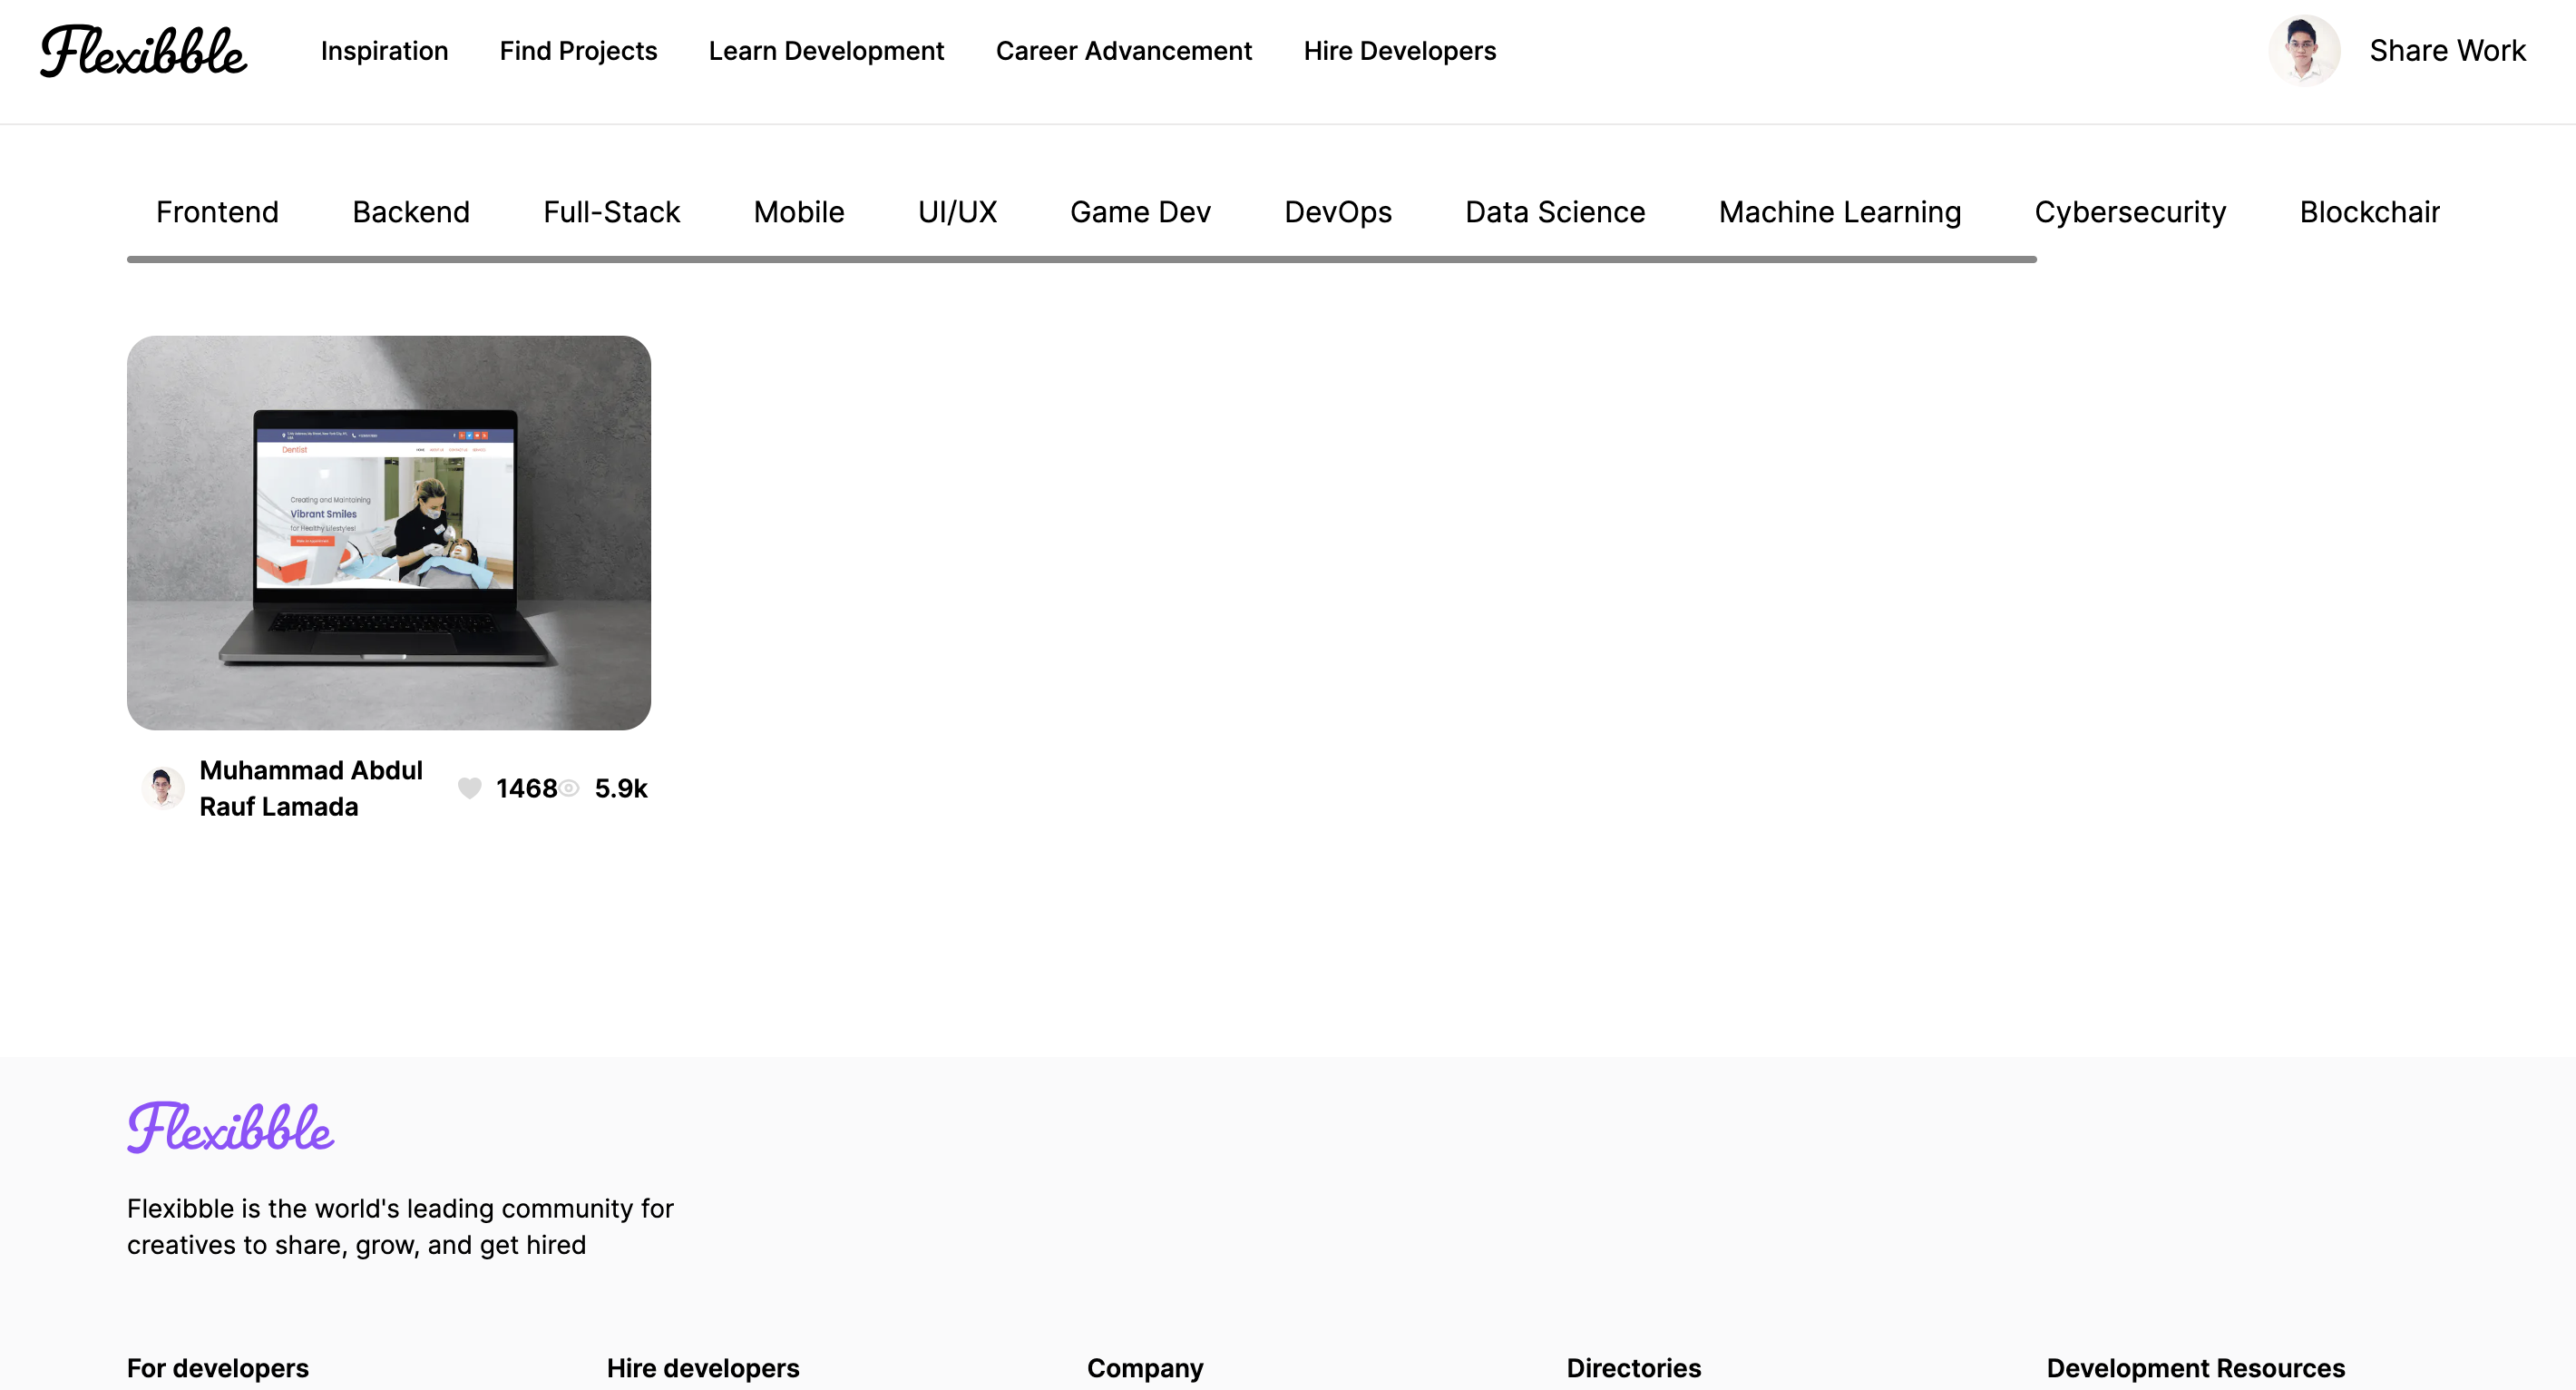 Flexibble
Inspiration Find Projects Learn Development Career Advancement Hire Developers
Share Work
Frontend Backend Full-Stack Mobile UI/UX Game Dev DevOps Data Science Machine Learning Cybersecurity Blockchair
Dentist
Creating and Maintaining
Vibrant Smiles
for Healthy Lifestyles!
Muhammad Abdul
Rauf Lamada
1468 5.9k
Flexibble
Flexibble is the world's leading community for
creatives to share, grow, and get hired
For developers Hire developers Company Directories Development Resources